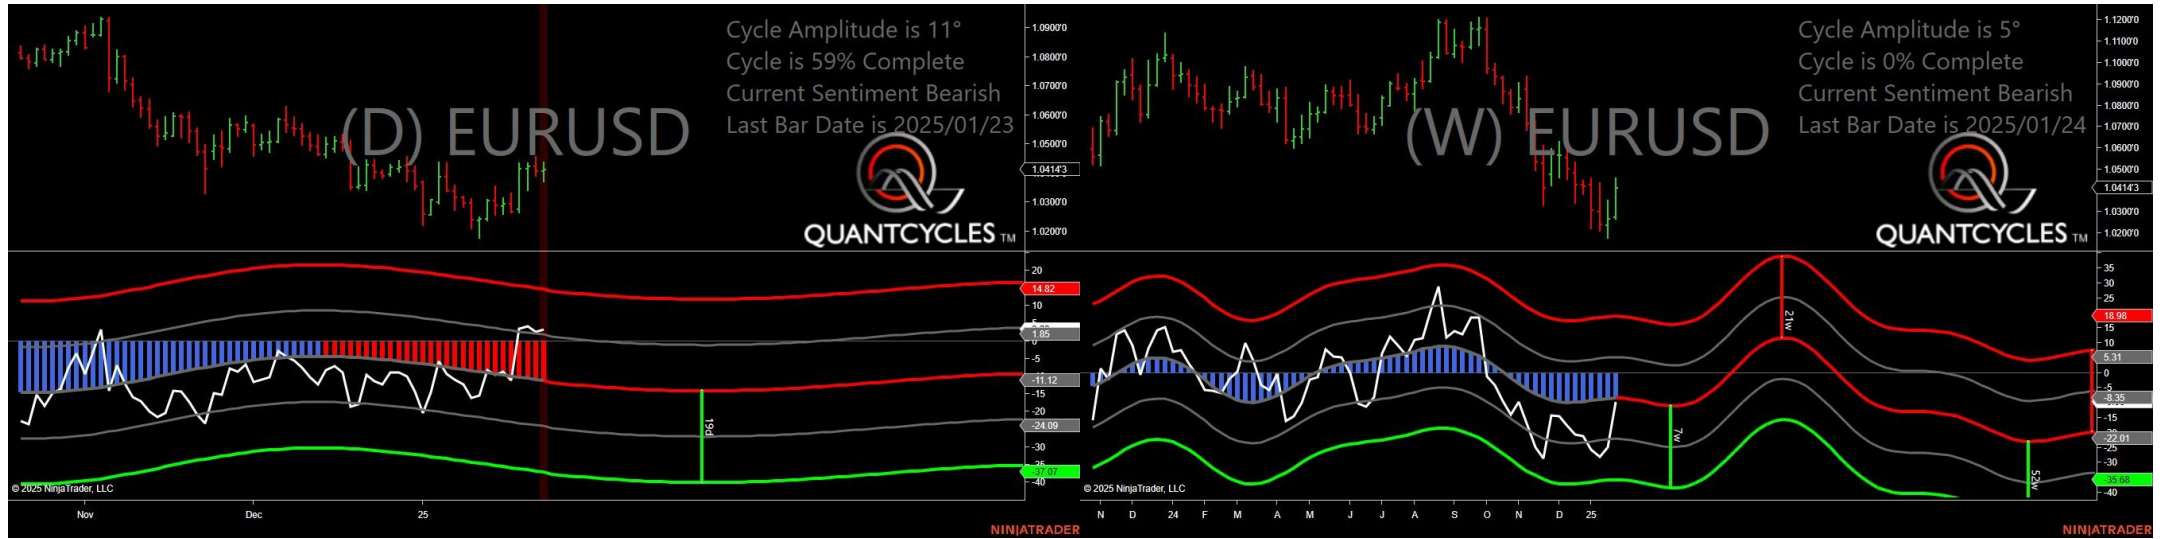 Cycle Amplitude is 11°
Cycle is 59% Complete
Current Sentiment Bearish
Last Bar Date is 2025/01/23
(D) EURUSD
QUANTCYCLES TM
1.0900'0
1.0800'0
1.0700'0
1.0600'0
1.0500'0
1.0414'3
1.0300'0
1.0200'0
20
14.82
10
1.85
0
-5
-11.12
-15
-20
-24.09
-30
-37.07
-40
19d
© 2025 NinjaTrader, LLC
Nov Dec 25
NINJATRADER
Cycle Amplitude is 5°
Cycle is 0% Complete
Current Sentiment Bearish
Last Bar Date is 2025/01/24
(W) EURUSD
QUANTCYCLES TM
1.1200'0
1.1100'0
1.1000'0
1.0900'0
1.0800'0
1.0700'0
1.0600'0
1.0500'0
1.0414'3
1.0300'0
1.0200'0
35
30
25
18.98
15
10
5.31
0
-5
-8.35
-15
-22.01
-25
-30
-35.68
-40
21w
7w
52w
© 2025 NinjaTrader, LLC
N D 24 F M A M J J A S O N D 25
NINJATRADER